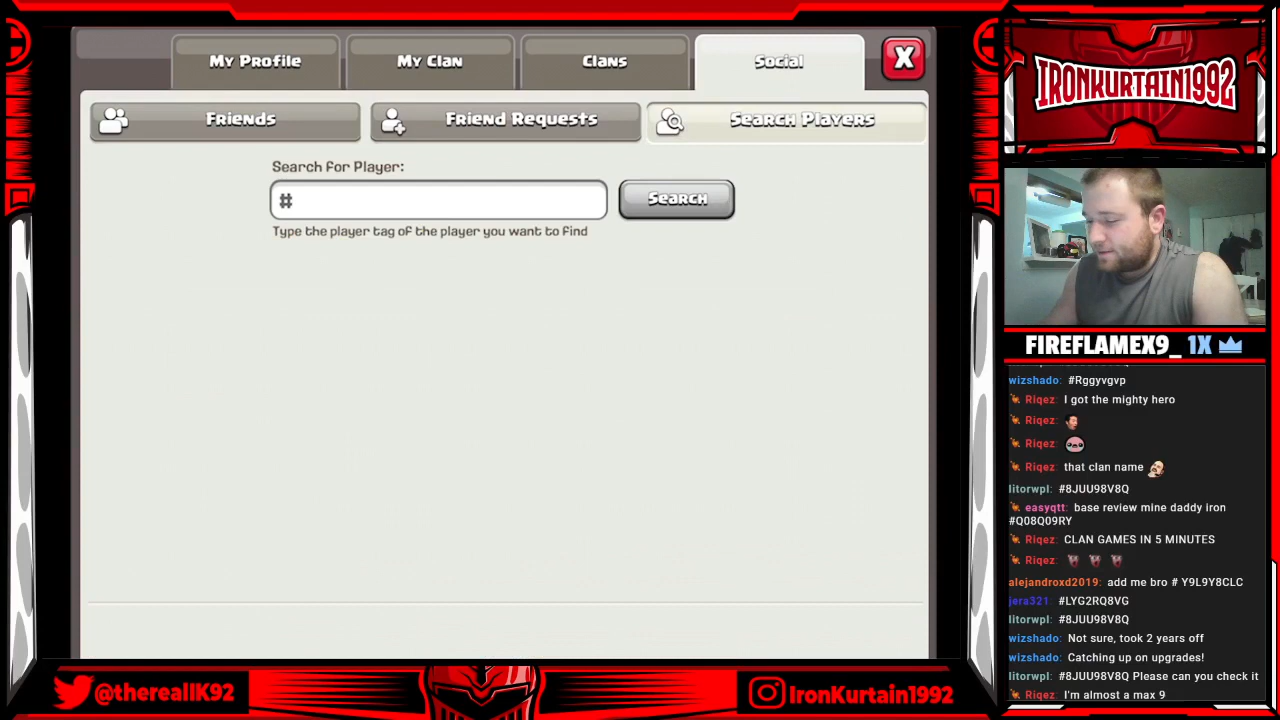 My Profile
My Clan
Clans
Social
X
Friends
Friend Requests
Search Players
Search for Player:
#
Search
Type the player tag of the player you want to find
IRONKURTAIN1992
FIREFLAMEX9_ 1X
wizshado: #Rggyvgvp
Riqez: I got the mighty hero
Riqez:
Riqez:
Riqez: that clan name
litorwpl: #8JUU98V8Q
easyqtt: base review mine daddy iron
#Q08Q09RY
Riqez: CLAN GAMES IN 5 MINUTES
Riqez:
alejandroxd2019: add me bro # Y9L9Y8CLC
jera321: #LYG2RQ8VG
litorwpl: #8JUU98V8Q
wizshado: Not sure, took 2 years off
wizshado: Catching up on upgrades!
litorwpl: #8JUU98V8Q Please can you check it
Riqez: I'm almost a max 9
@therealIK92
IronKurtain1992